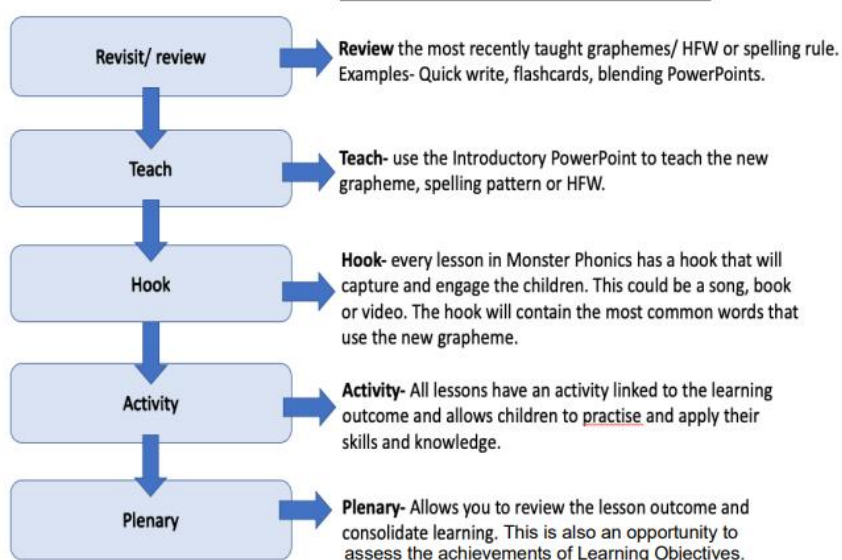 Revisit/ review
Review the most recently taught graphemes/ HFW or spelling rule.
Examples- Quick write, flashcards, blending PowerPoints.
Teach
Teach- use the Introductory PowerPoint to teach the new
grapheme, spelling pattern or HFW.
Hook
Hook- every lesson in Monster Phonics has a hook that will
capture and engage the children. This could be a song, book
or video. The hook will contain the most common words that
use the new grapheme.
Activity
Activity- All lessons have an activity linked to the learning
outcome and allows children to practise and apply their
skills and knowledge.
Plenary
Plenary- Allows you to review the lesson outcome and
consolidate learning. This is also an opportunity to
assess the achievements of Learning Objectives.